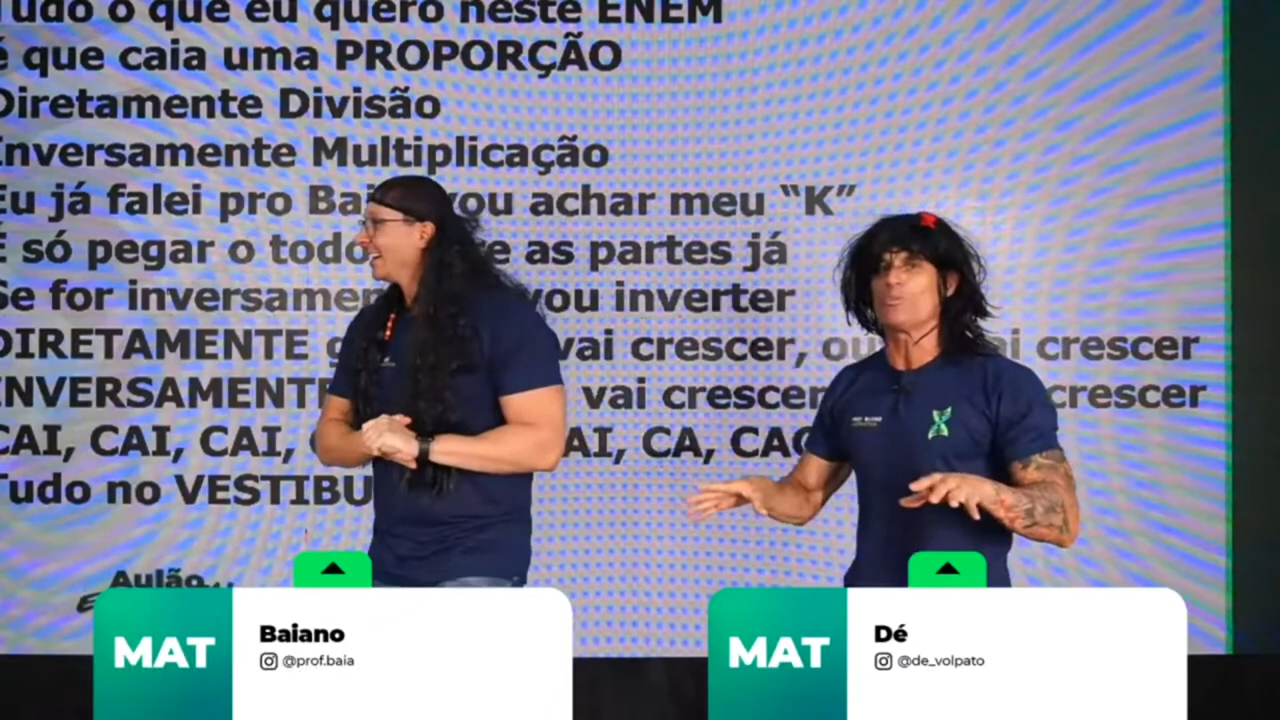 Tudo o que eu quero neste ENEM
é que caia uma PROPORÇÃO
Diretamente Divisão
Inversamente Multiplicação
Eu já falei pro Bai vou achar meu “K”
É só pegar o todo e as partes já
Se for inversamen vou inverter
DIRETAMENTE vai crescer, ou ai crescer
INVERSAMENTE vai crescer crescer
CAI, CAI, CAI, AI, CA, CAC
Tudo no VESTIBU
Aulão
MAT
Baiano
@prof.baia
MAT
Dé
@de_volpato